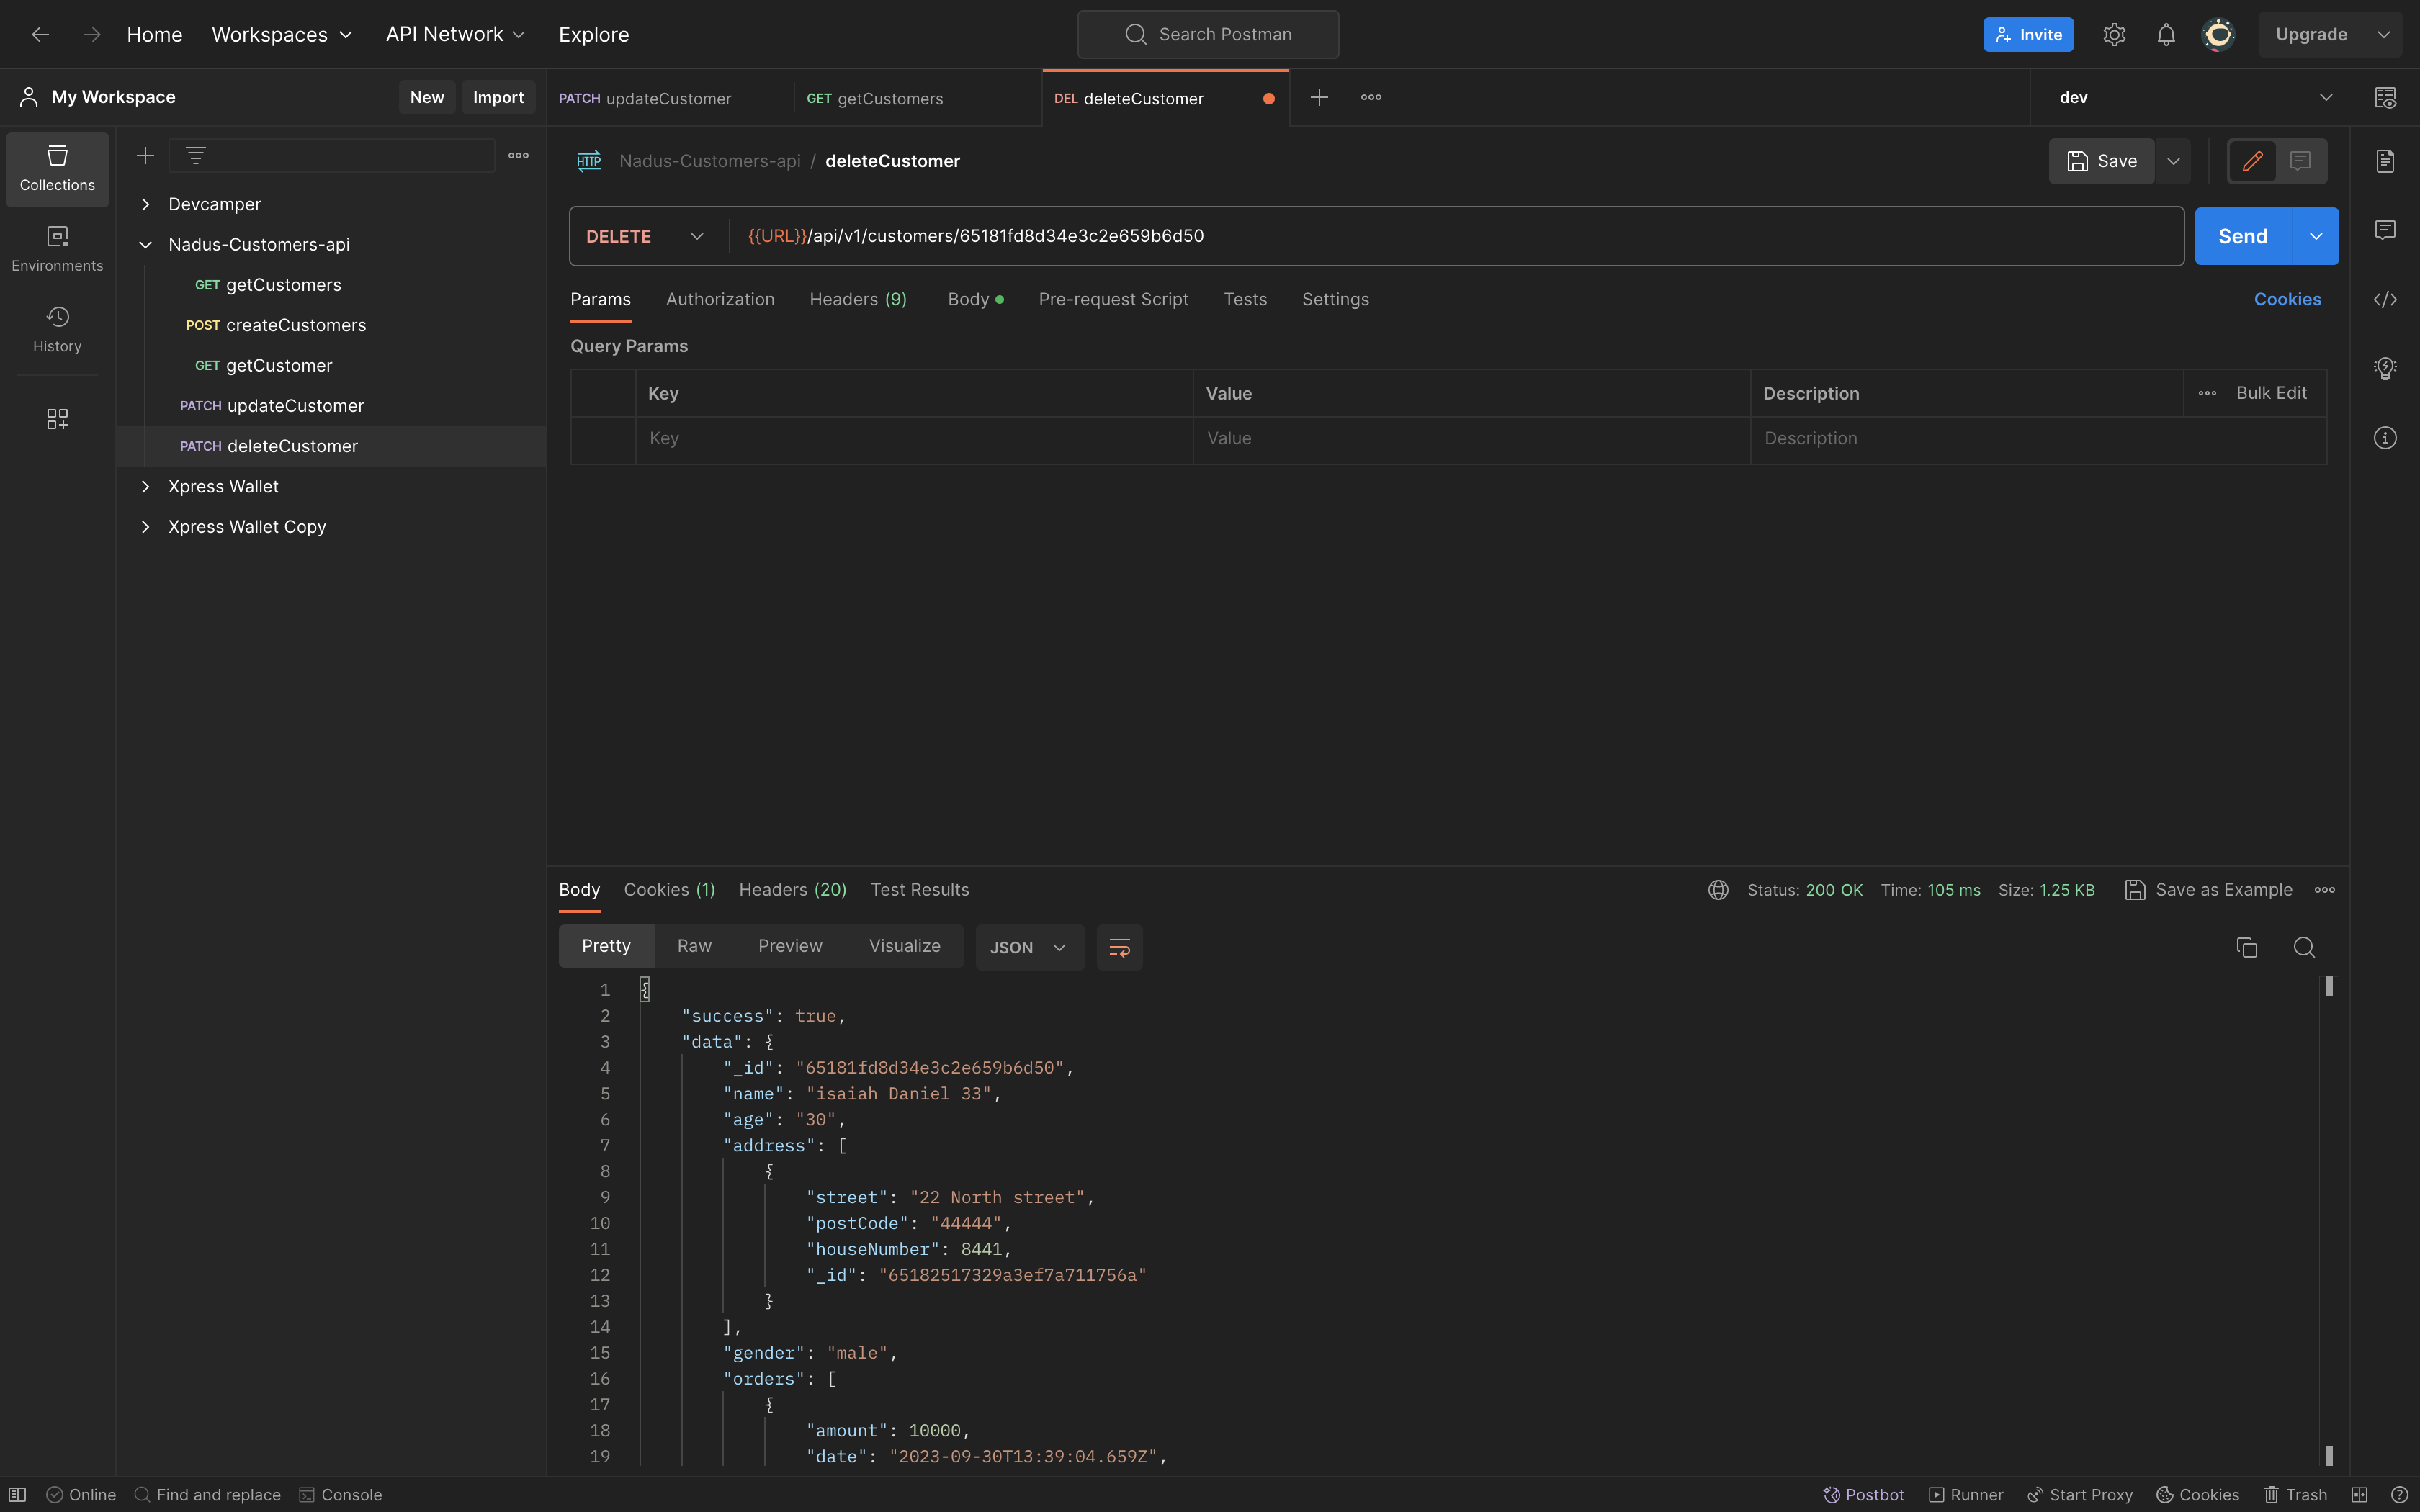 Home Workspaces API Network Explore Search Postman Invite Upgrade
My Workspace New Import
PATCH updateCustomer GET getCustomers DEL deleteCustomer dev
Collections
Environments
History
Devcamper
Nadus-Customers-api
GET getCustomers
POST createCustomers
GET getCustomer
PATCH updateCustomer
PATCH deleteCustomer
Xpress Wallet
Xpress Wallet Copy
HTTP Nadus-Customers-api / deleteCustomer Save
DELETE {{URL}}/api/v1/customers/65181fd8d34e3c2e659b6d50 Send
Params Authorization Headers (9) Body Pre-request Script Tests Settings Cookies
Query Params
Key Value Description Bulk Edit
Key Value Description
Body Cookies (1) Headers (20) Test Results Status: 200 OK Time: 105 ms Size: 1.25 KB Save as Example
Pretty Raw Preview Visualize JSON
1 {
2 "success": true,
3 "data": {
4 "_id": "65181fd8d34e3c2e659b6d50",
5 "name": "isaiah Daniel 33",
6 "age": "30",
7 "address": [
8 {
9 "street": "22 North street",
10 "postCode": "44444",
11 "houseNumber": 8441,
12 "_id": "65182517329a3ef7a711756a"
13 }
14 ],
15 "gender": "male",
16 "orders": [
17 {
18 "amount": 10000,
19 "date": "2023-09-30T13:39:04.659Z",
Online Find and replace Console Postbot Runner Start Proxy Cookies Trash